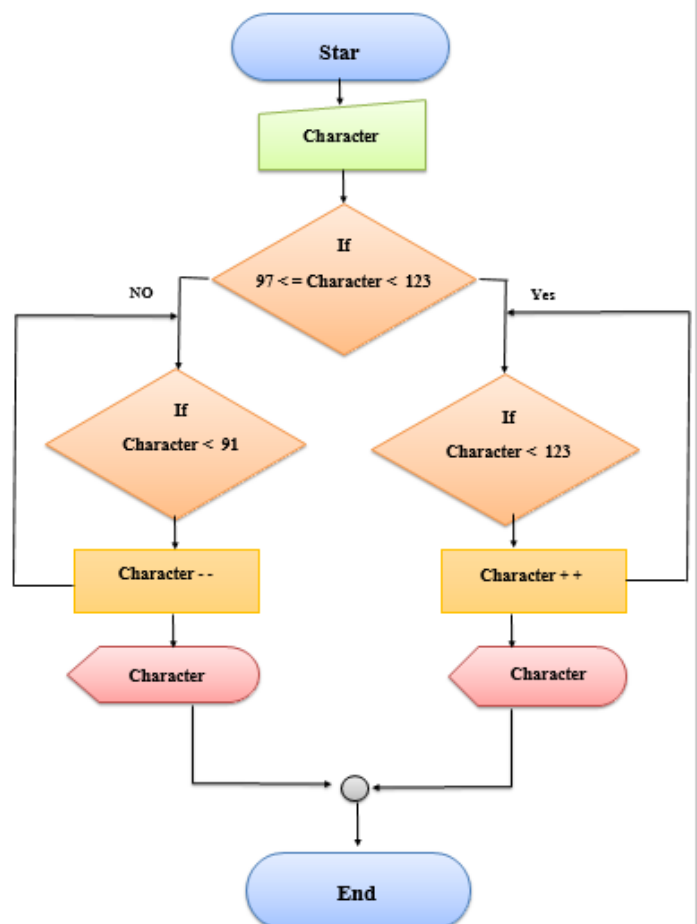 Star
Character
If
97 < = Character < 123
NO
Yes
If
Character < 91
If
Character < 123
Character - -
Character + +
Character
Character
End